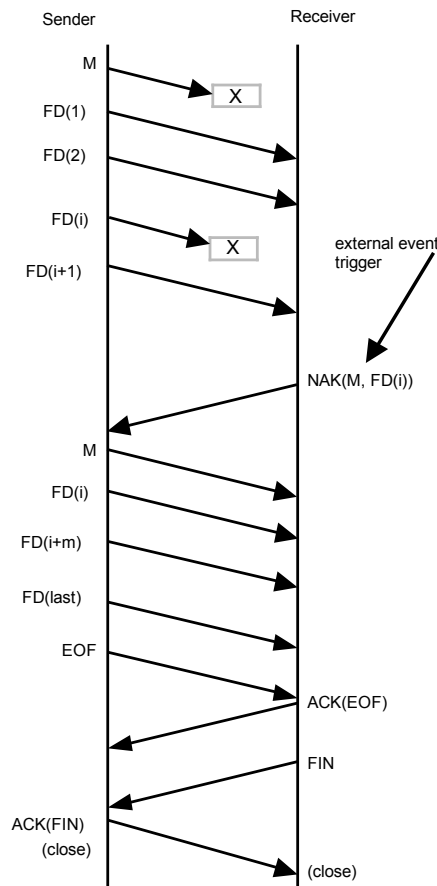 Sender
Receiver
M
X
FD(1)
FD(2)
FD(i)
X
external event
trigger
FD(i+1)
NAK(M, FD(i))
M
FD(i)
FD(i+m)
FD(last)
EOF
ACK(EOF)
FIN
ACK(FIN)
(close)
(close)